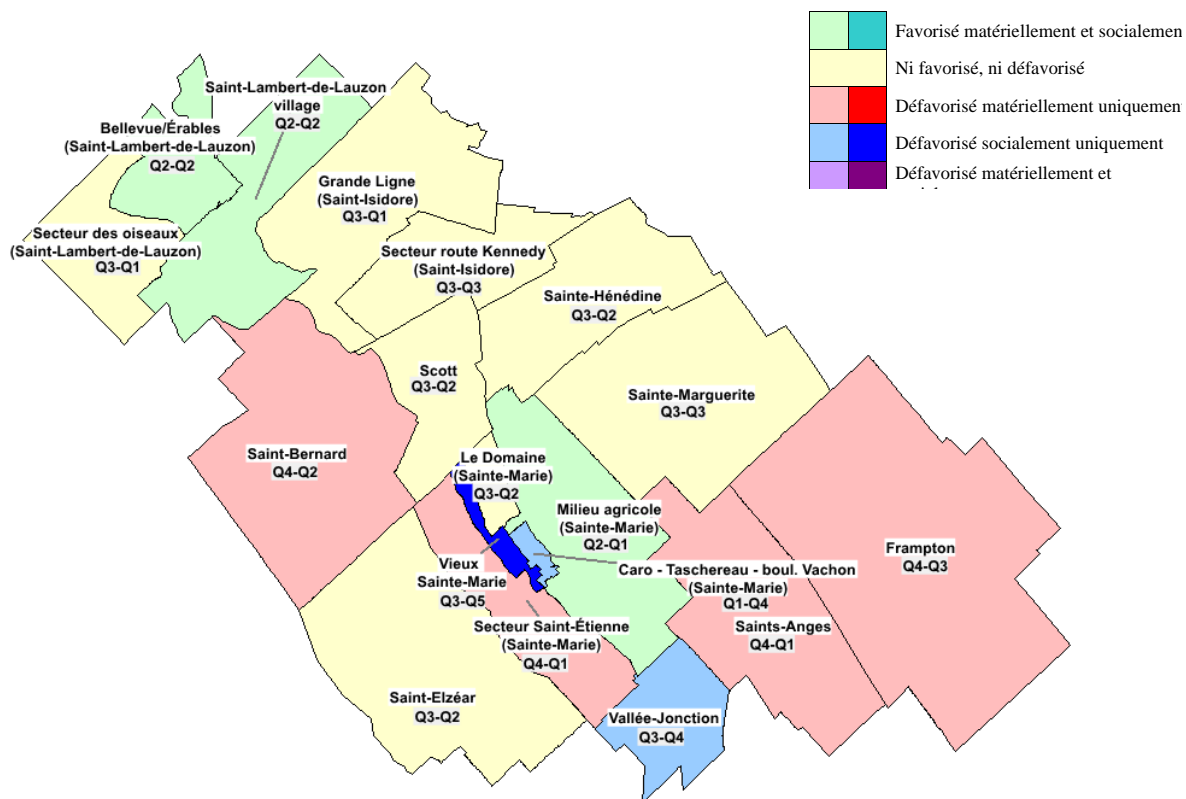 Favorisé matériellement et socialemen
Ni favorisé, ni défavorisé
Défavorisé matériellement uniquement
Défavorisé socialement uniquement
Défavorisé matériellement et
Saint-Lambert-de-Lauzon
village
Q2-Q2
Bellevue/Érables
(Saint-Lambert-de-Lauzon)
Q2-Q2
Grande Ligne
(Saint-Isidore)
Q3-Q1
Secteur des oiseaux
(Saint-Lambert-de-Lauzon)
Q3-Q1
Secteur route Kennedy
(Saint-Isidore)
Q3-Q3
Sainte-Hénédine
Q3-Q2
Scott
Q3-Q2
Sainte-Marguerite
Q3-Q3
Saint-Bernard
Q4-Q2
Le Domaine
(Sainte-Marie)
Q3-Q2
Milieu agricole
(Sainte-Marie)
Q2-Q1
Frampton
Q4-Q3
Vieux
Sainte-Marie
Q3-Q5
Caro - Taschereau - boul. Vachon
(Sainte-Marie)
Q1-Q4
Secteur Saint-Étienne
(Sainte-Marie)
Q4-Q1
Saints-Anges
Q4-Q1
Saint-Elzéar
Q3-Q2
Vallée-Jonction
Q3-Q4